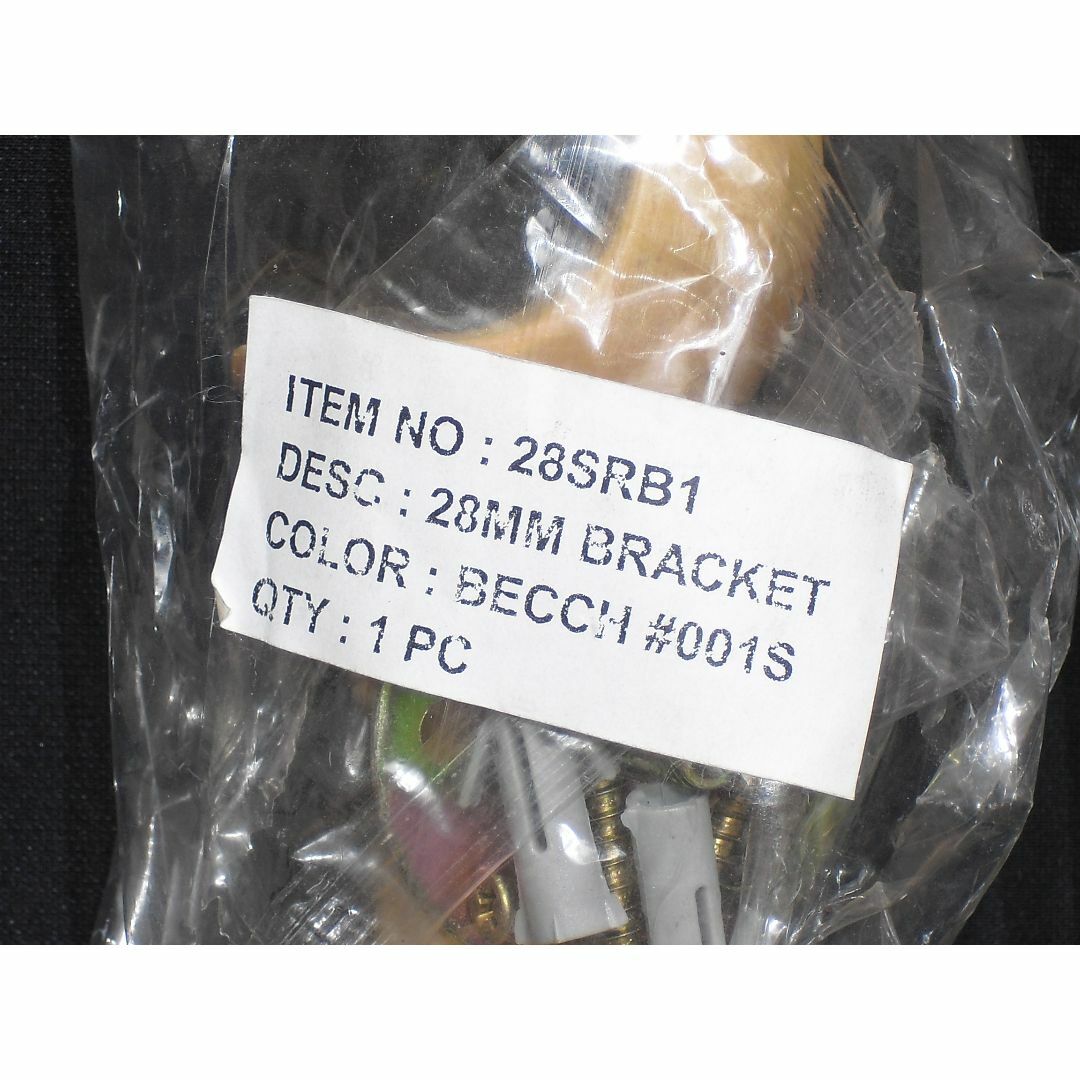 ITEM NO : 28SRB1
DESC : 28MM BRACKET
COLOR : BECCH #001S
QTY : 1 PC